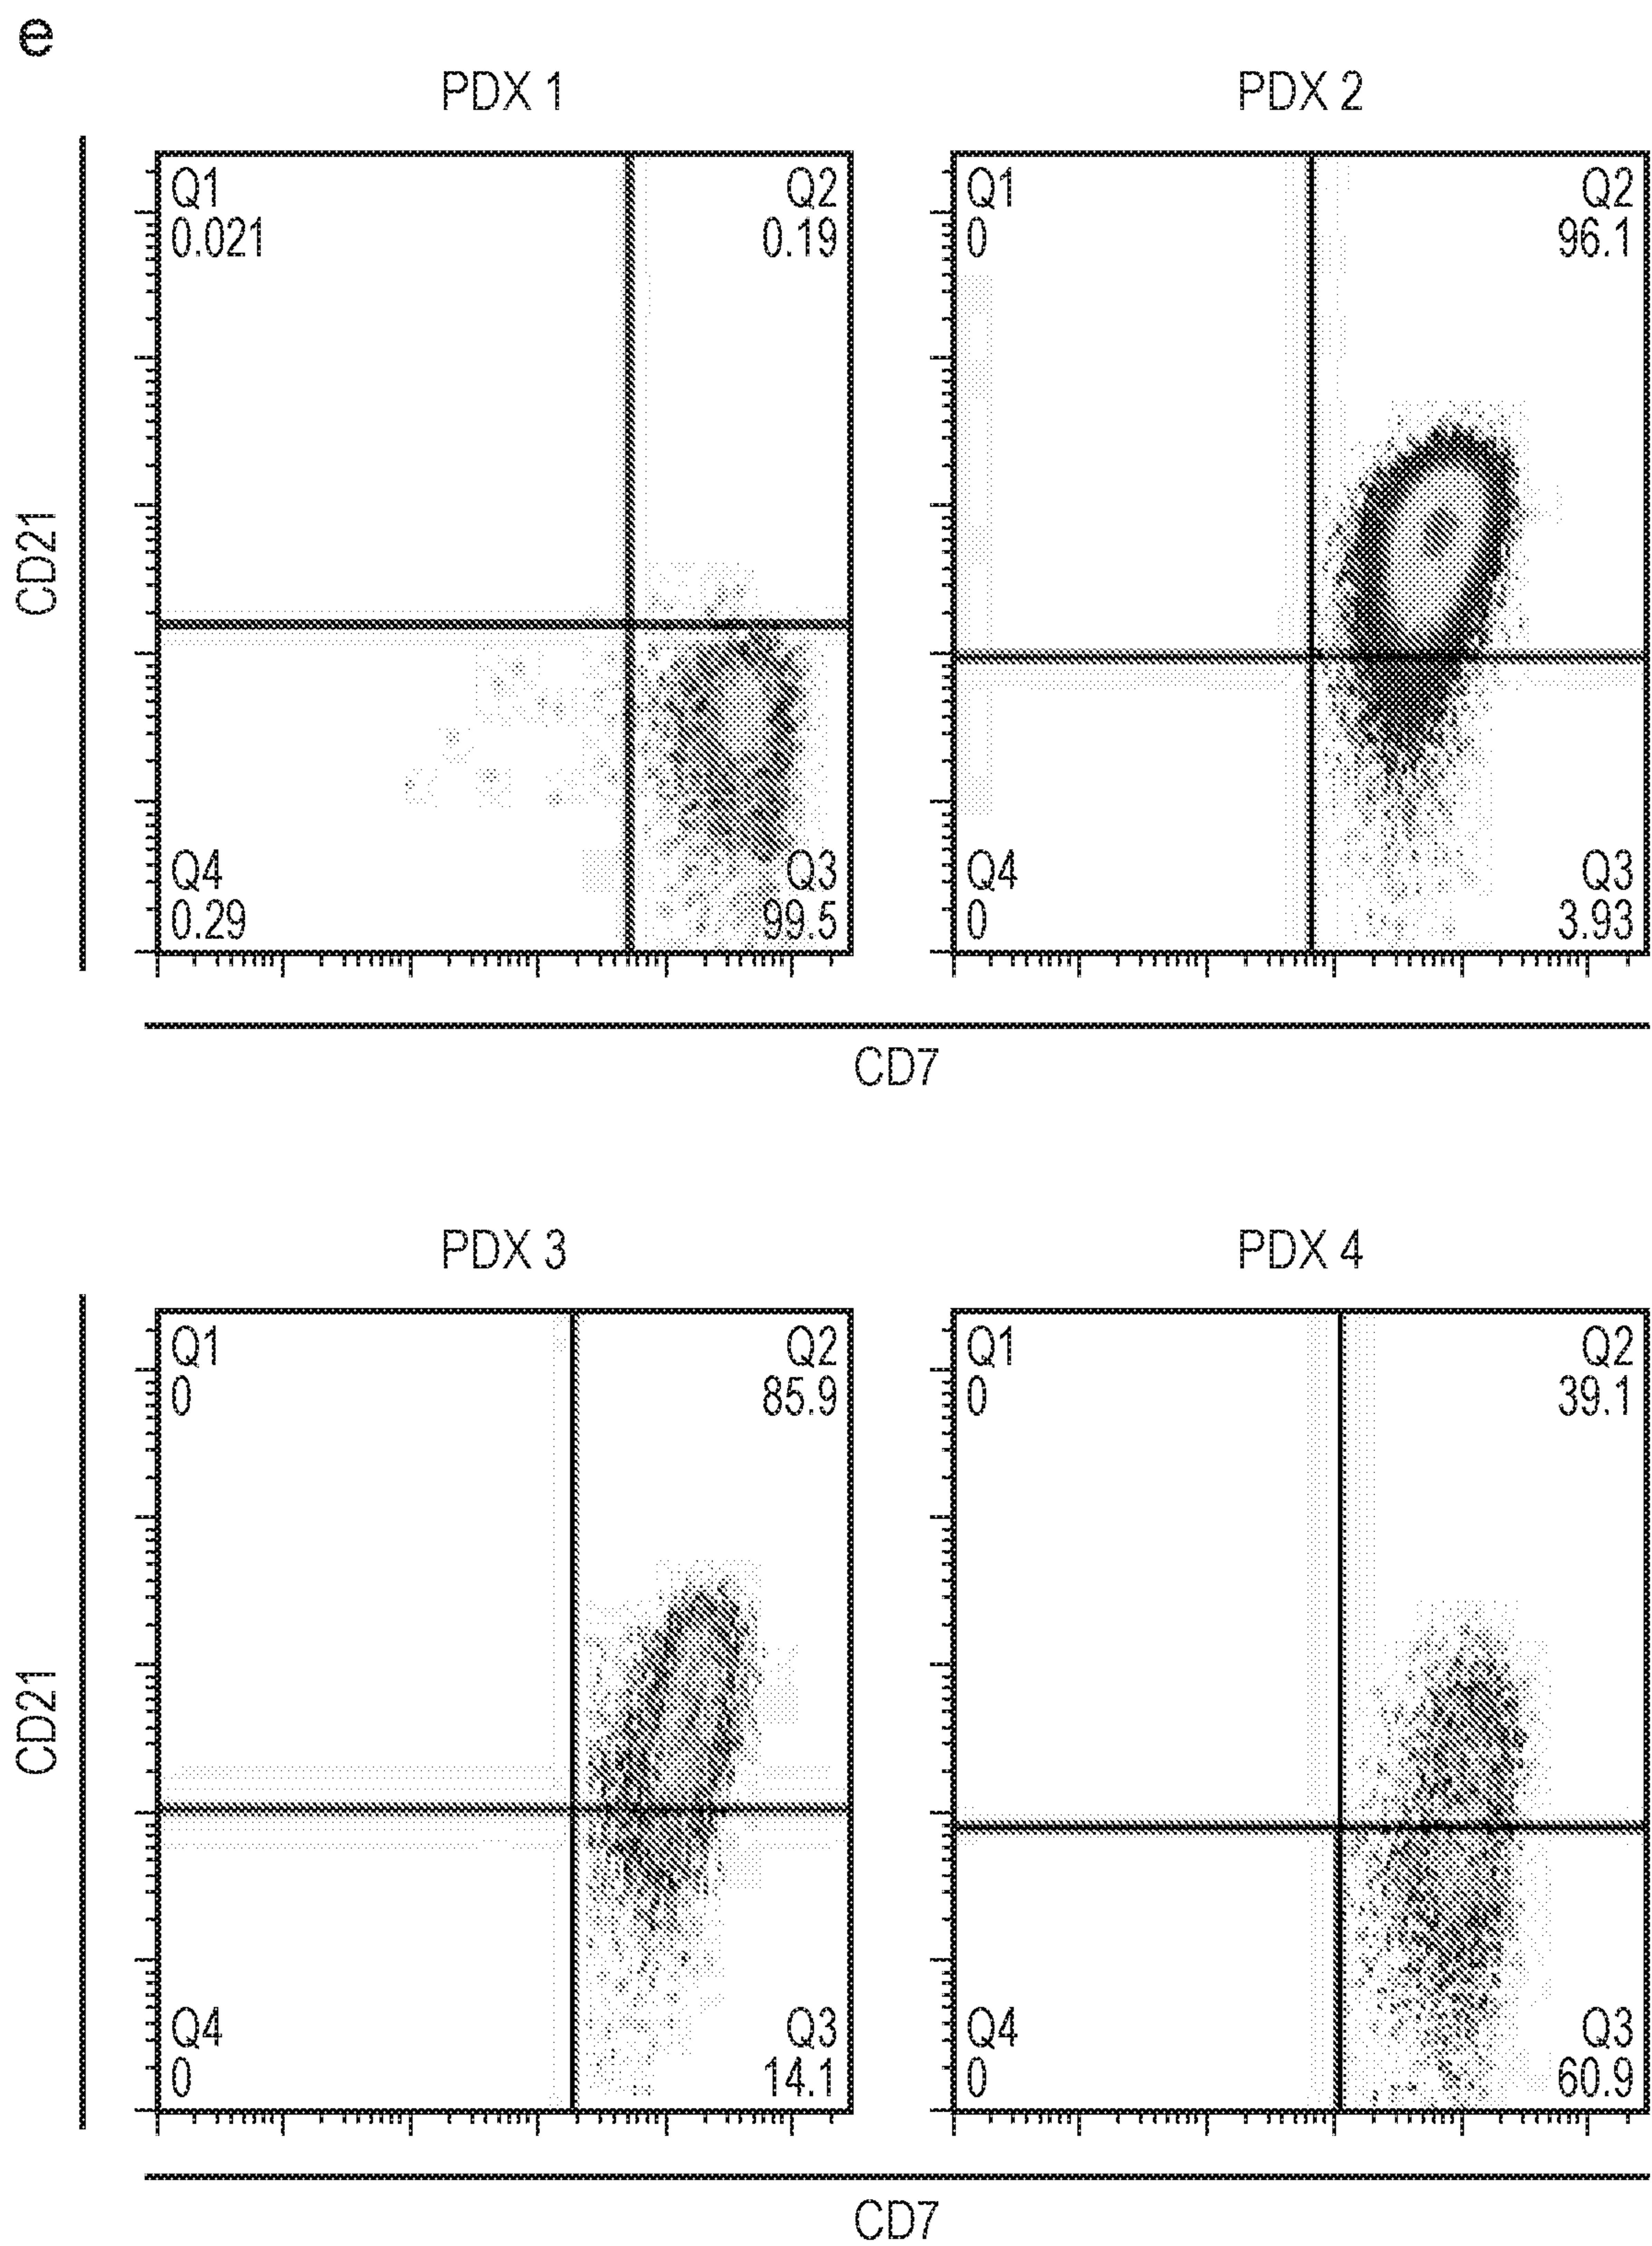 e
PDX 1
PDX 2
Q1
0.021
Q2
0.19
Q4
0.29
Q3
99.5
Q1
0
Q2
96.1
Q4
0
Q3
3.93
CD21
CD7
PDX 3
PDX 4
Q1
0
Q2
85.9
Q4
0
Q3
14.1
Q1
0
Q2
39.1
Q4
0
Q3
60.9
CD21
CD7